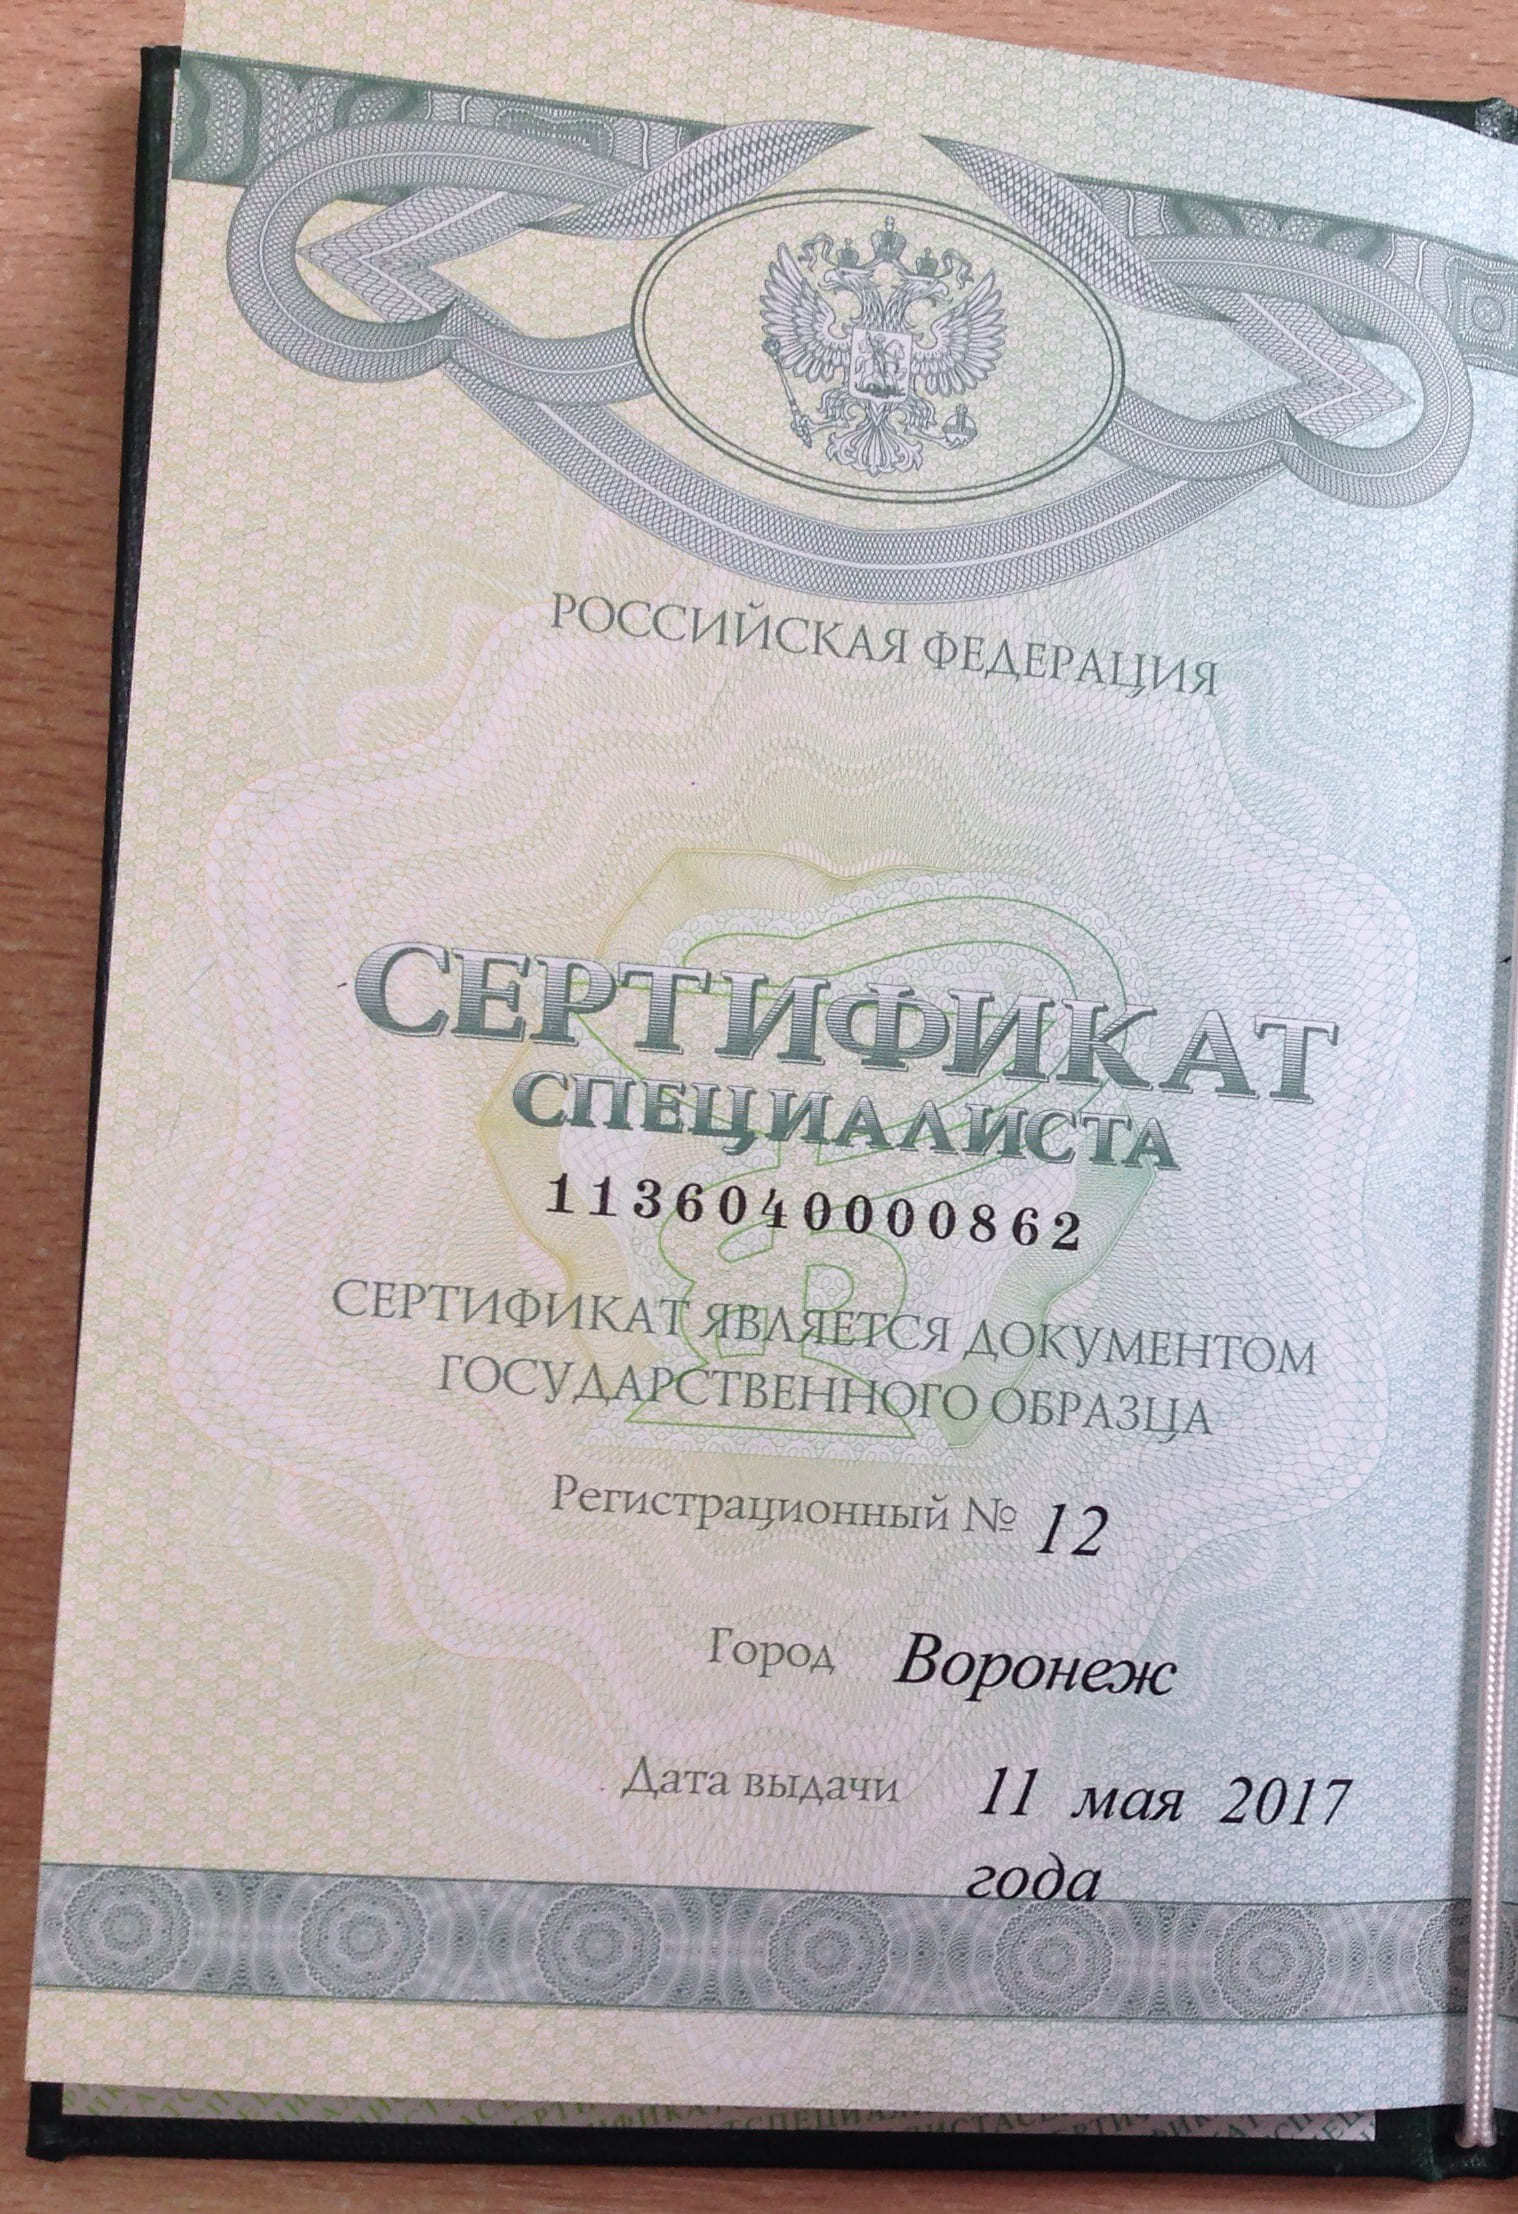 РОССИЙСКАЯ ФЕДЕРАЦИЯ
СЕРТИФИКАТ
СПЕЦИАЛИСТА
1136040000862
СЕРТИФИКАТ ЯВЛЯЕТСЯ ДОКУМЕНТОМ
ГОСУДАРСТВЕННОГО ОБРАЗЦА
Регистрационный № 12
Город Воронеж
Дата выдачи 11 мая 2017
года